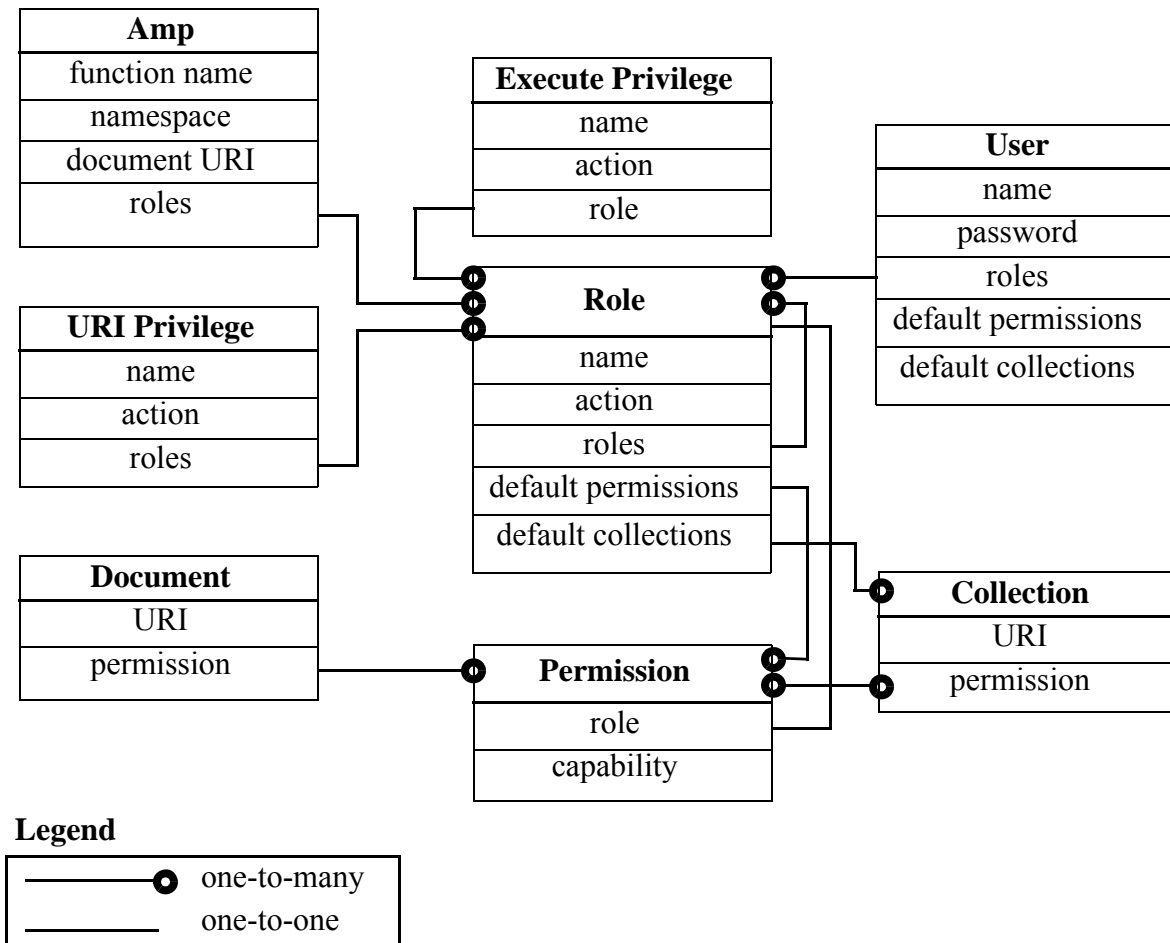 Amp
function name
namespace
document URI
roles
Execute Privilege
name
action
role
User
name
password
roles
default permissions
default collections
URI Privilege
name
action
roles
Role
name
action
roles
default permissions
default collections
Document
URI
permission
Permission
role
capability
Collection
URI
permission
Legend
one-to-many
one-to-one